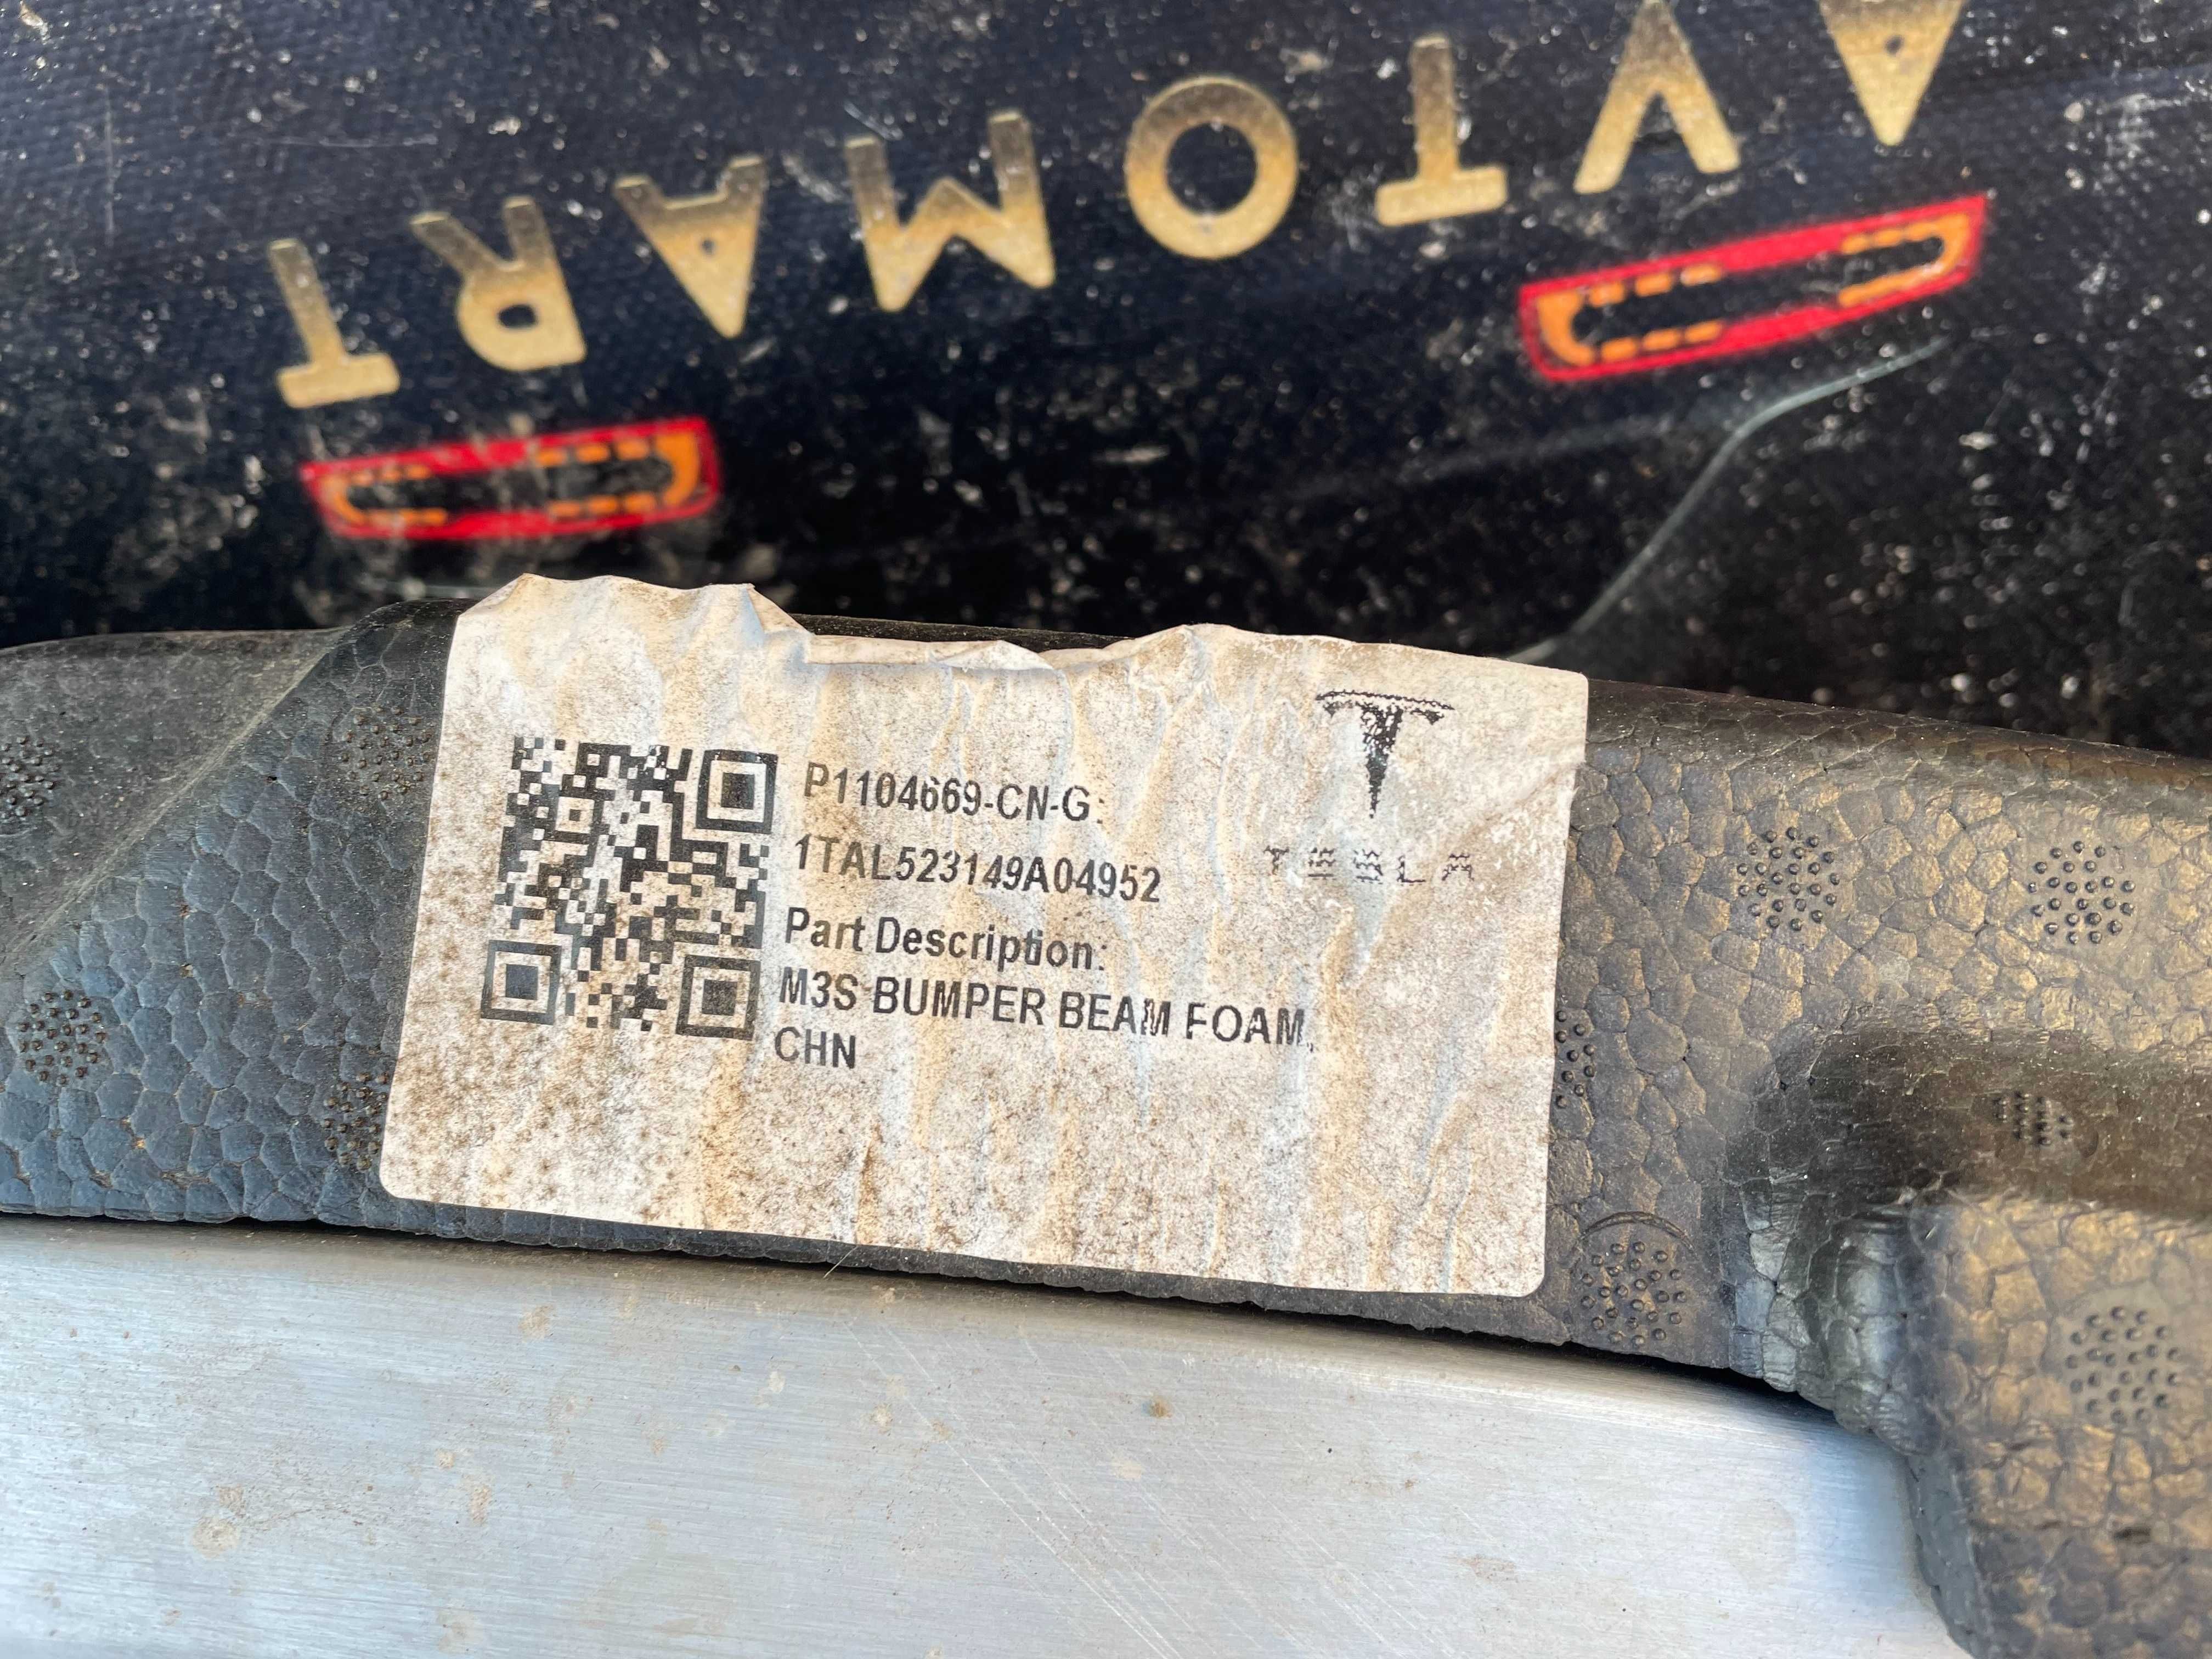 AVTOMART
P1104669-CN-G:
1TAL523149A04952
Part Description:
M3S BUMPER BEAM FOAM,
CHN
TESLA